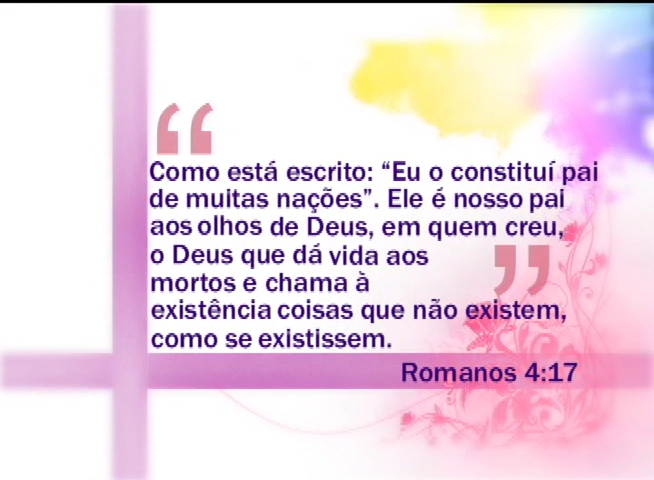 Como está escrito: “Eu o constituí pai
de muitas nações”. Ele é nosso pai
aos olhos de Deus, em quem creu,
o Deus que dá vida aos
mortos e chama à
existência coisas que não existem,
como se existissem.
Romanos 4:17